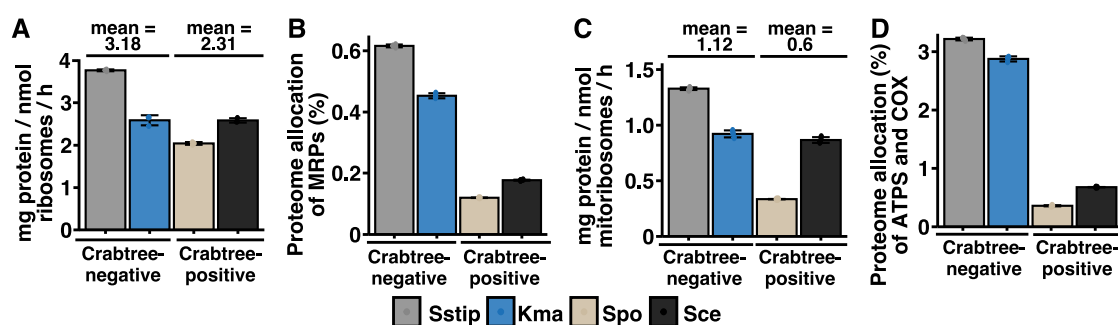 A
mean =
3.18
mean =
2.31
mg protein / nmol
ribosomes / h
4
3
2
1
0
Crabtree-
negative
Crabtree-
positive
B
Proteome allocation
of MRPs (%)
0.6
0.4
0.2
0
Crabtree-
negative
Crabtree-
positive
C
mean =
1.12
mean =
0.6
mg protein / nmol
mitoribosomes / h
1.5
1.0
0.5
0
Crabtree-
negative
Crabtree-
positive
D
Proteome allocation (%)
of ATPS and COX
3
2
1
0
Crabtree-
negative
Crabtree-
positive
Sstip Kma Spo Sce